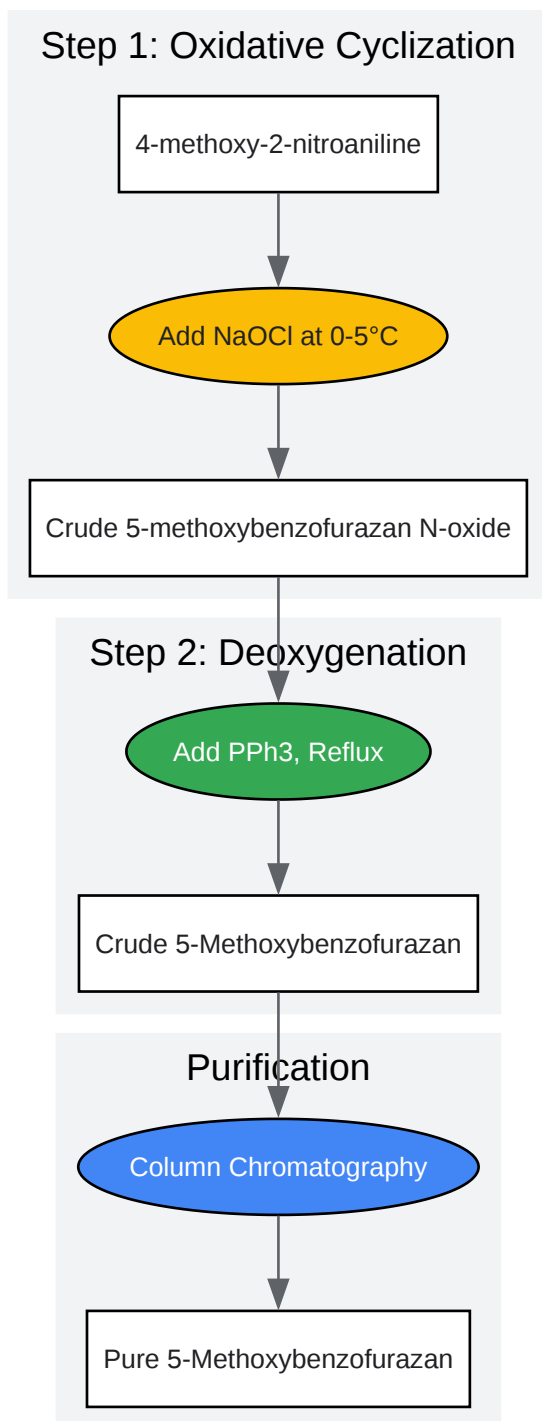 Step 1: Oxidative Cyclization
4-methoxy-2-nitroaniline
Add NaOCl at 0-5°C
Crude 5-methoxybenzofurazan N-oxide
Step 2: Deoxygenation
Add PPh3, Reflux
Crude 5-Methoxybenzofurazan
Purification
Column Chromatography
Pure 5-Methoxybenzofurazan